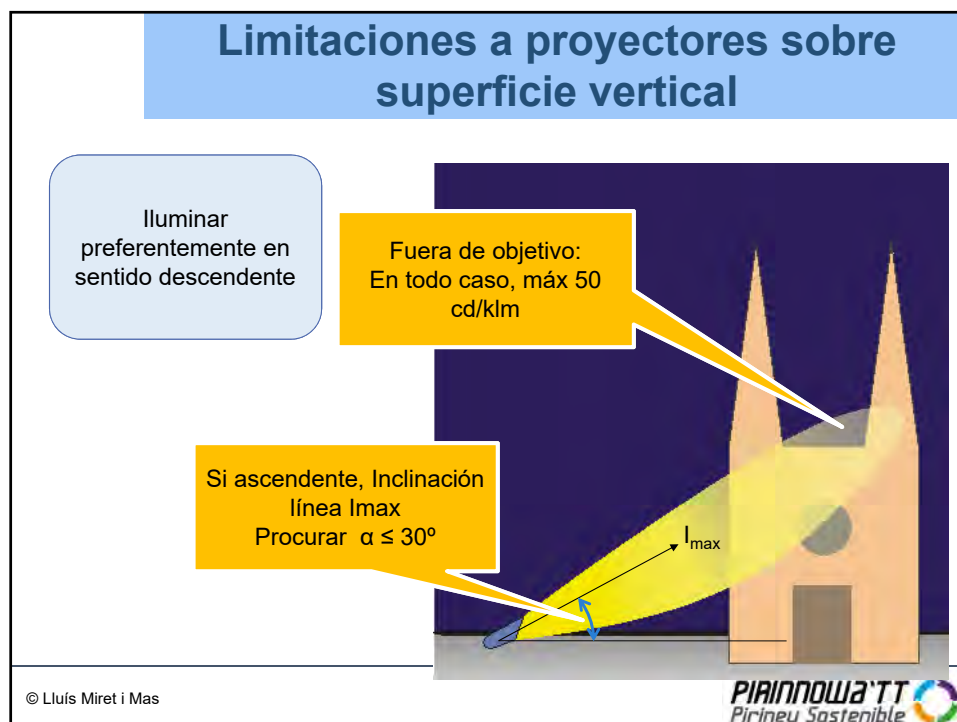 Limitaciones a proyectores sobre
superficie vertical
Iluminar
preferentemente en
sentido descendente
Fuera de objetivo:
En todo caso, máx 50
cd/klm
Si ascendente, Inclinación
línea Imax
Procurar α ≤ 30º
Imax
© Lluís Miret i Mas
PIRINNOWA'TT
Pirineu Sostenible